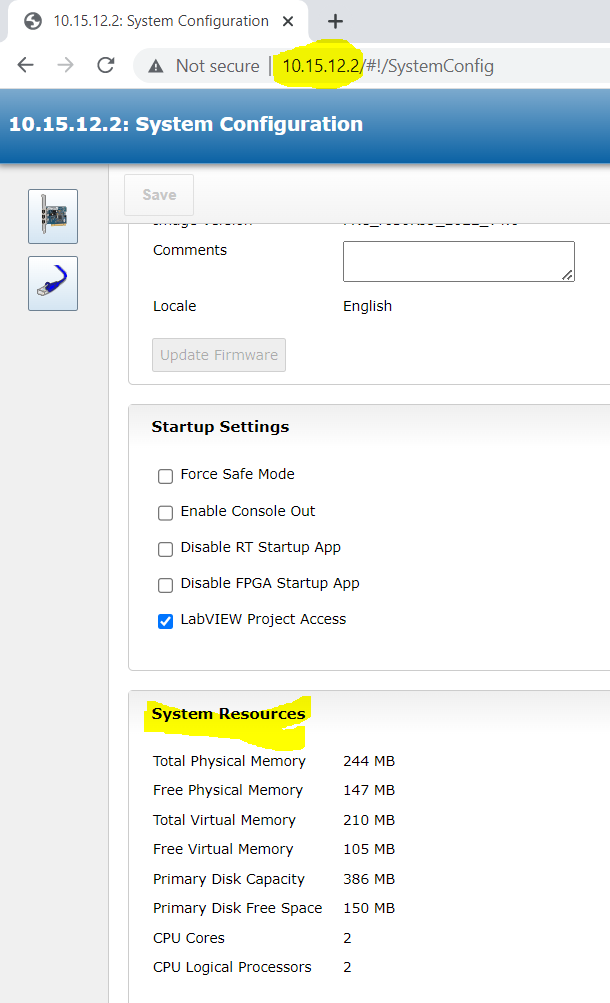 10.15.12.2: System Configuration
Not secure | 10.15.12.2/#!/SystemConfig
10.15.12.2: System Configuration
Save
Comments
Locale English
Update Firmware
Startup Settings
Force Safe Mode
Enable Console Out
Disable RT Startup App
Disable FPGA Startup App
LabVIEW Project Access
System Resources
Total Physical Memory 244 MB
Free Physical Memory 147 MB
Total Virtual Memory 210 MB
Free Virtual Memory 105 MB
Primary Disk Capacity 386 MB
Primary Disk Free Space 150 MB
CPU Cores 2
CPU Logical Processors 2